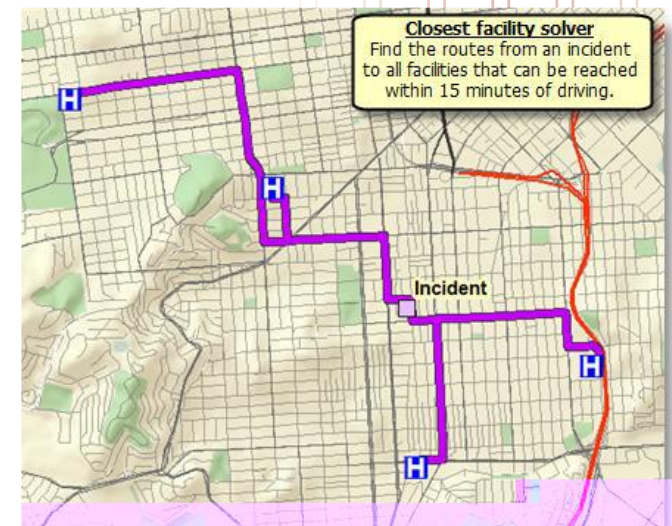 Closest facility solver
Find the routes from an incident
to all facilities that can be reached
within 15 minutes of driving.
H
H
Incident
H
H